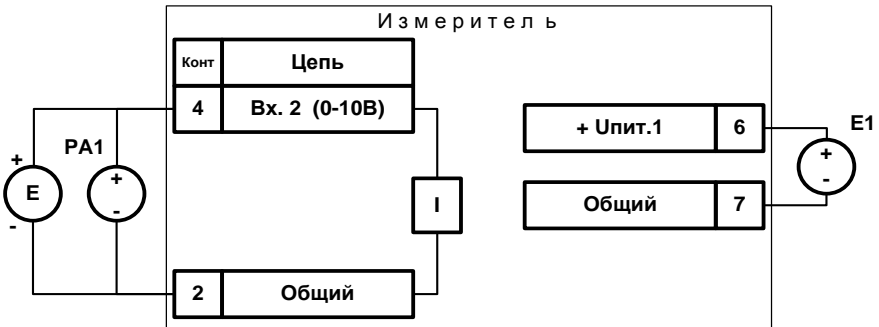 Измеритель
Конт Цепь
4 Вх. 2 (0-10В)
+ Uпит.1 6
E1
PA1
+
+
+
E
I
-
-
-
Общий 7
2 Общий